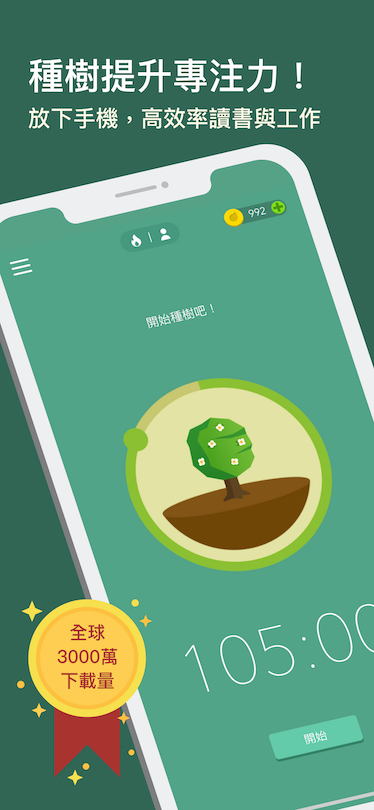 種樹提升專注力！
放下手機，高效率讀書與工作
992
開始種樹吧！
105:00
開始
全球
3000萬
下載量